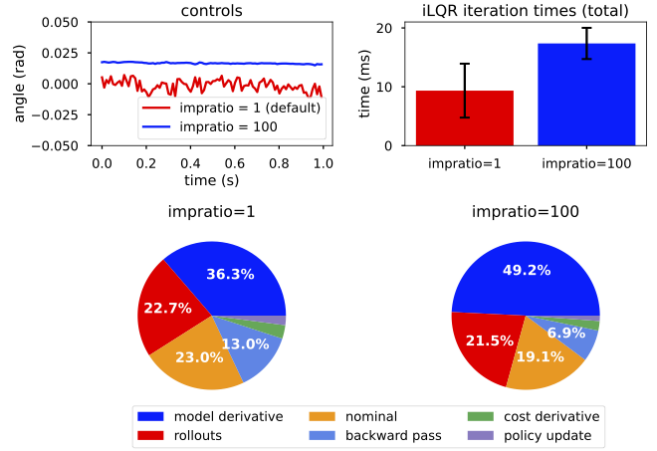 controls
angle (rad)
0.050
0.025
0.000
−0.025
−0.050
impratio = 1 (default)
impratio = 100
0.0
0.2
0.4
0.6
0.8
1.0
time (s)
iLQR iteration times (total)
time (ms)
20
10
0
impratio=1
impratio=100
impratio=1
36.3%
22.7%
23.0%
13.0%
impratio=100
49.2%
21.5%
19.1%
6.9%
model derivative
rollouts
nominal
backward pass
cost derivative
policy update